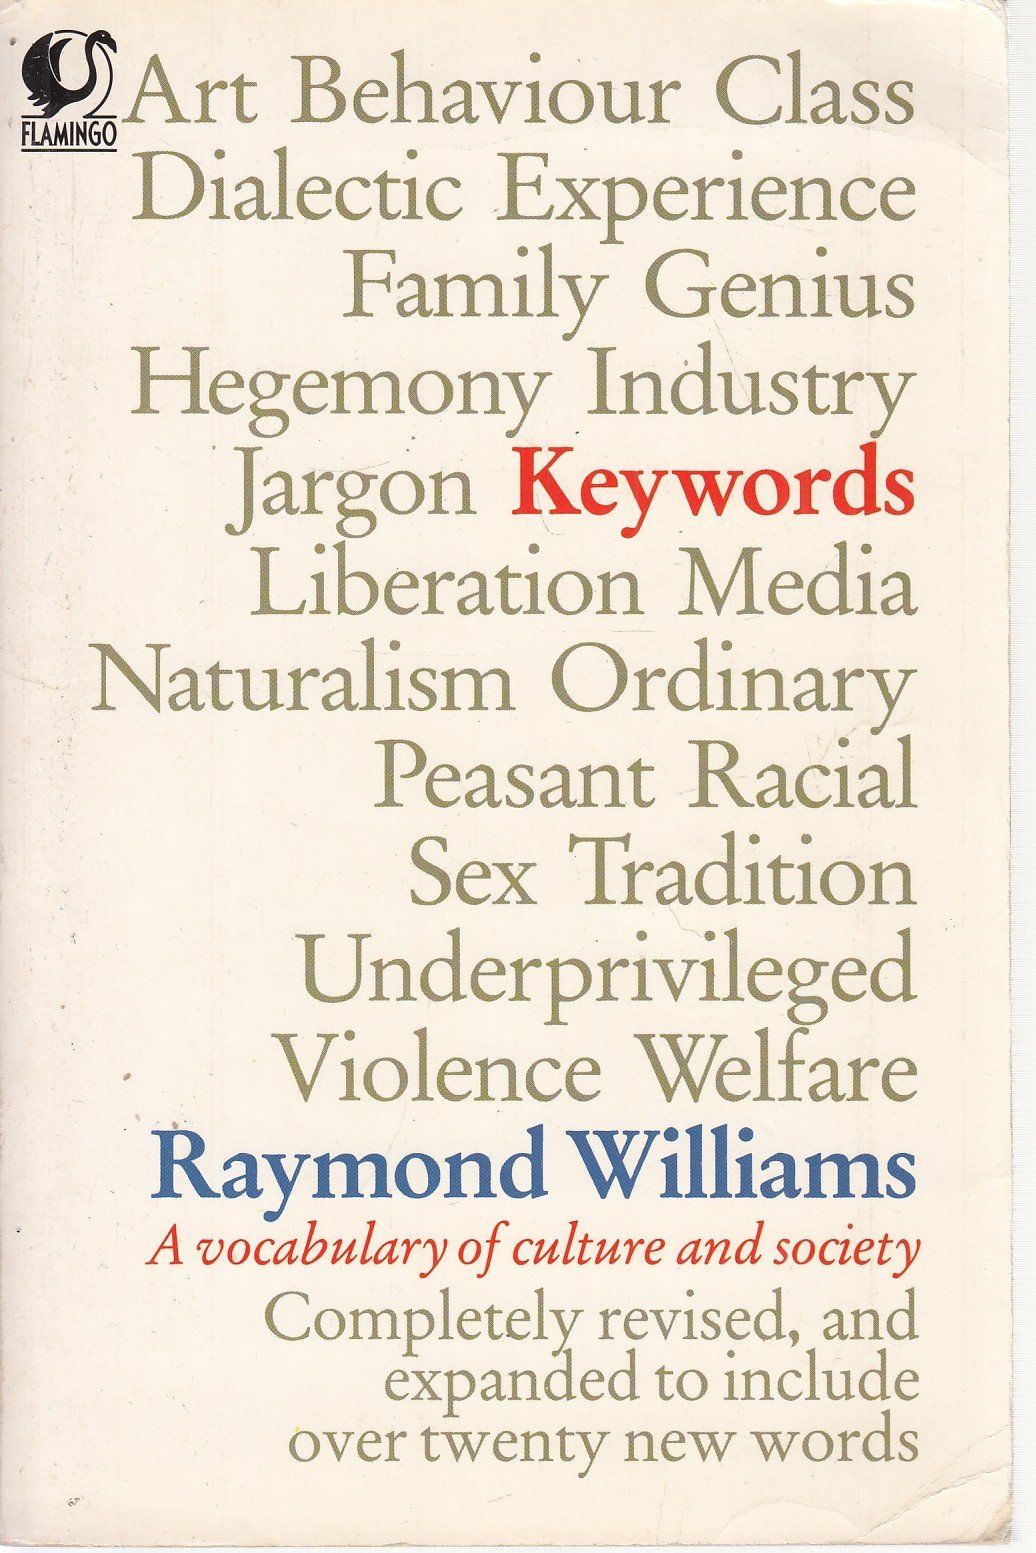 FLAMINGO
Art Behaviour Class
Dialectic Experience
Family Genius
Hegemony Industry
Jargon Keywords
Liberation Media
Naturalism Ordinary
Peasant Racial
Sex Tradition
Underprivileged
Violence Welfare
Raymond Williams
A vocabulary of culture and society
Completely revised, and
expanded to include
over twenty new words